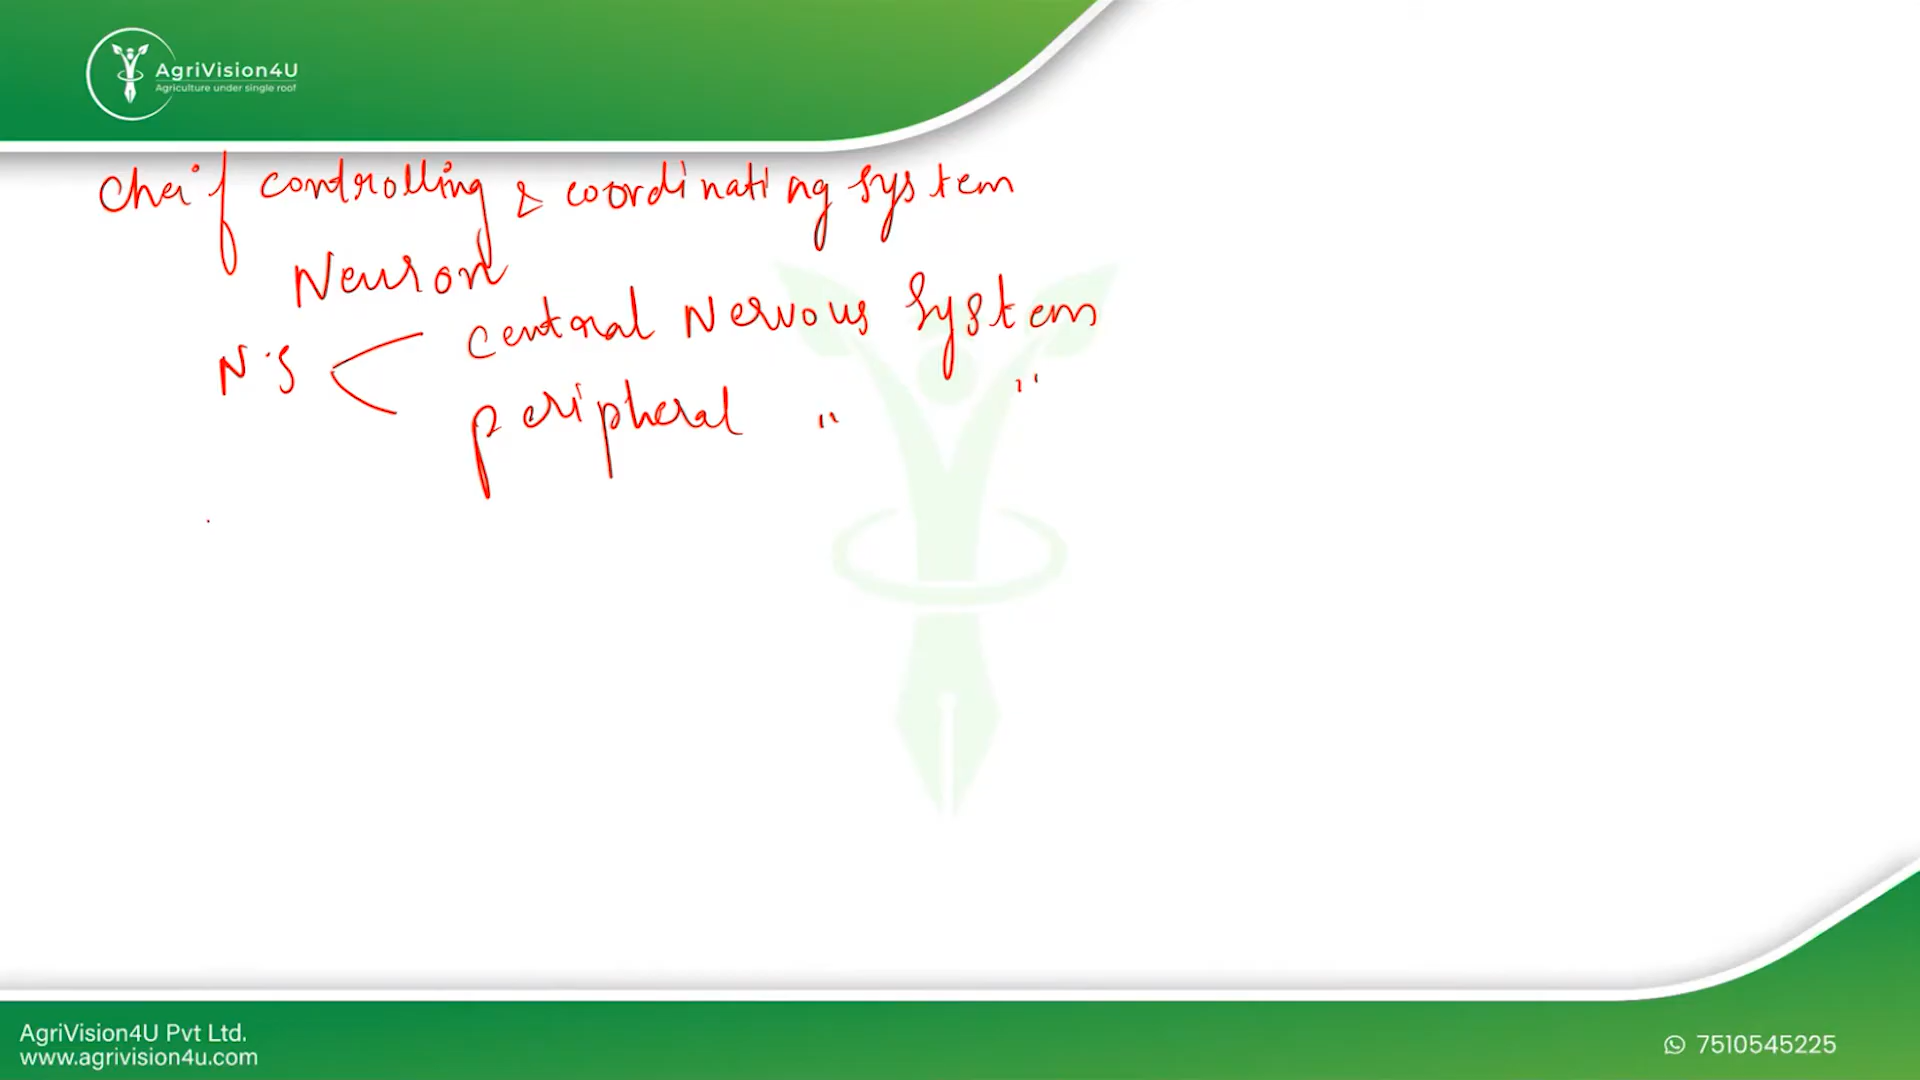 AgriVision4U
Agriculture under single roof
Cheif controlling & coordinating system
Neuron
Central Nervous System
N.S
peripheral " "
AgriVision4U Pvt Ltd.
www.agrivision4u.com
7510545225